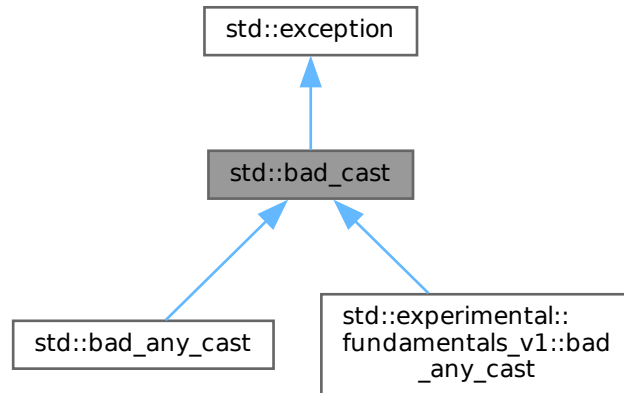 std::exception
std::bad_cast
std::bad_any_cast
std::experimental::
fundamentals_v1::bad
_any_cast